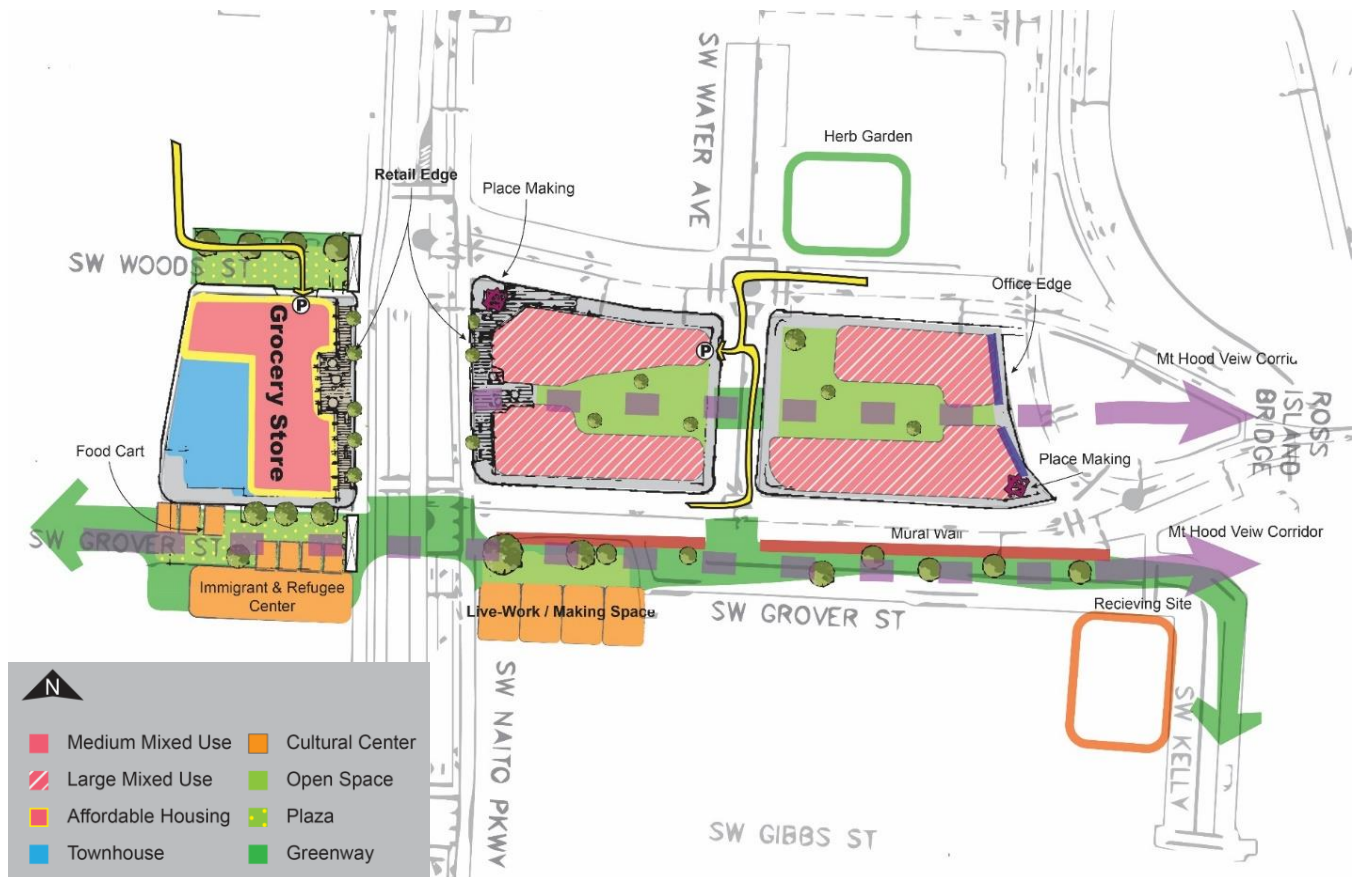 SW WATER AVE
Herb Garden
Retail Edge
Place Making
SW WOODS ST
P
Grocery Store
Office Edge
P
Mt Hood Veiw Corric
ROSS
ISLAND
BRIDGE
Food Cart
Place Making
SW GROVER ST
Mural Wall
Mt Hood Veiw Corridor
Immigrant & Refugee
Center
Live-Work / Making Space
SW GROVER ST
Recieving Site
SW NAITO PKWY
SW KELLY
SW GIBBS ST
N
Medium Mixed Use
Large Mixed Use
Affordable Housing
Townhouse
Cultural Center
Open Space
Plaza
Greenway